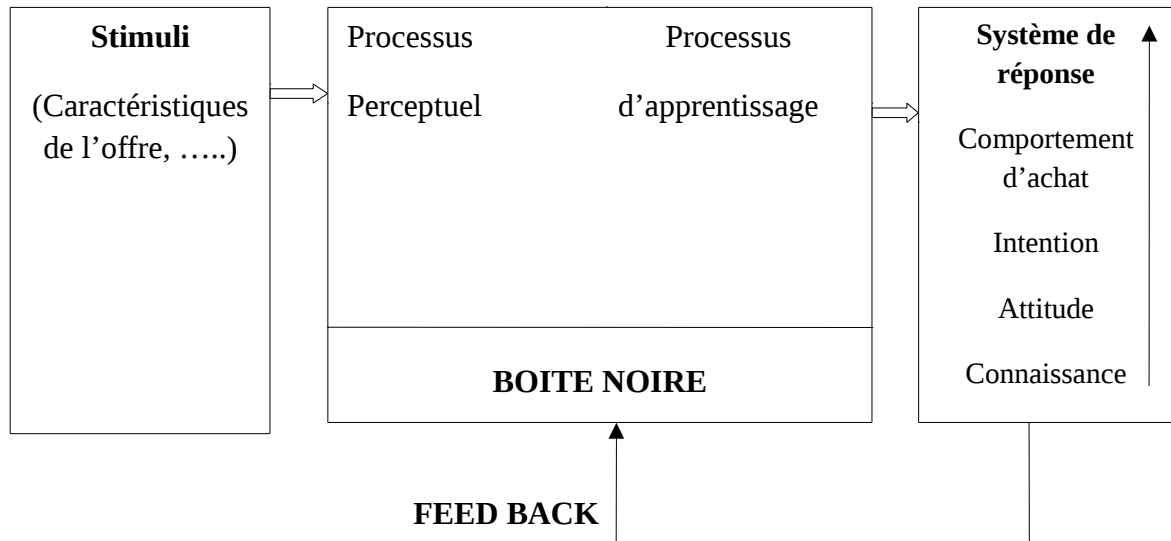 Stimuli
(Caractéristiques
de l’offre, …..)
Processus
Perceptuel
Processus
d’apprentissage
BOITE NOIRE
Système de
réponse
Comportement
d’achat
Intention
Attitude
Connaissance
FEED BACK